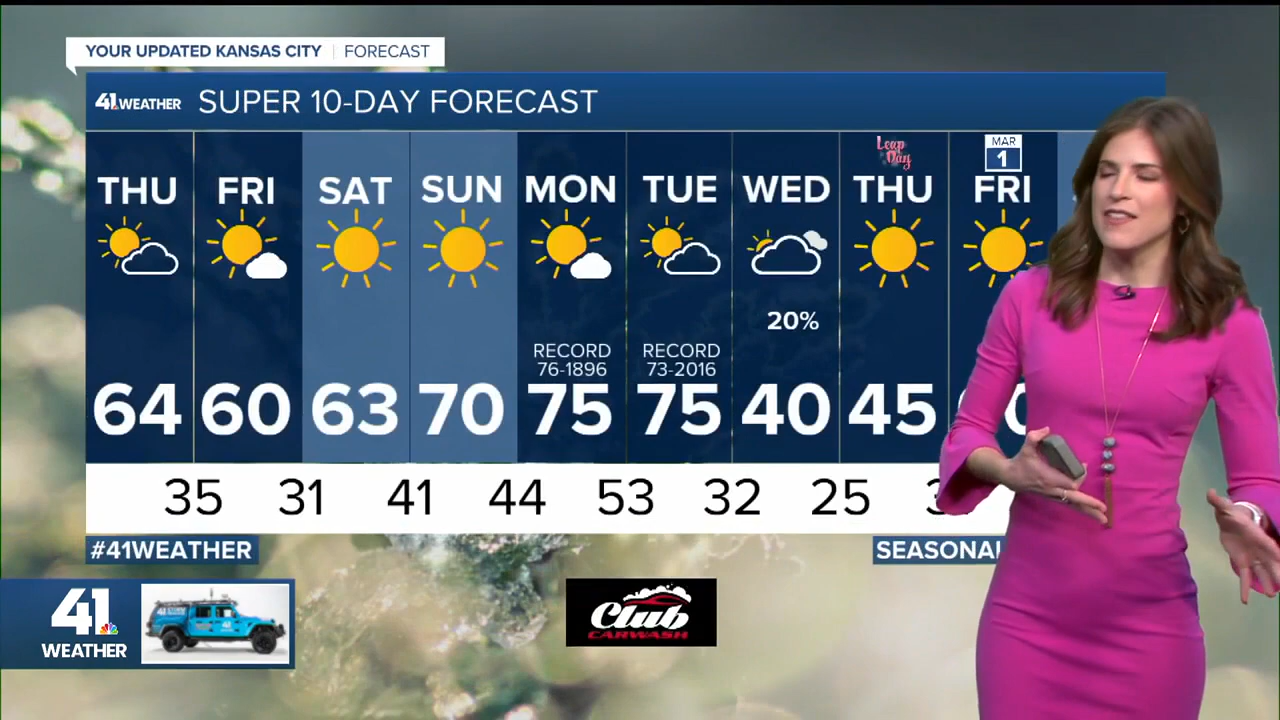 YOUR UPDATED KANSAS CITY | FORECAST
41 WEATHER SUPER 10-DAY FORECAST
Leap Day
MAR 1
THU FRI SAT SUN MON TUE WED THU FRI
20%
RECORD 76-1896
RECORD 73-2016
64 60 63 70 75 75 40 45
35 31 41 44 53 32 25
#41WEATHER
41 WEATHER
Club
CARWASH